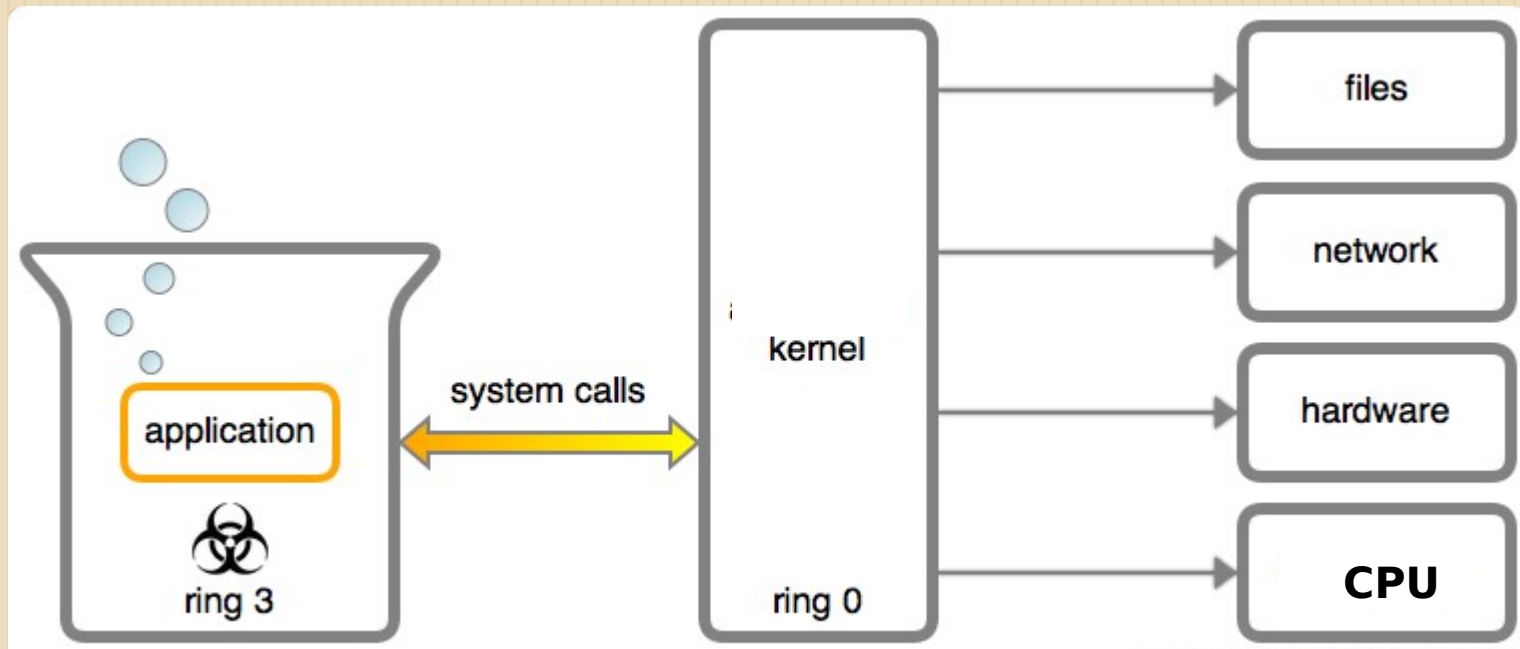 files
network
kernel
system calls
hardware
application
CPU
ring 3
ring 0